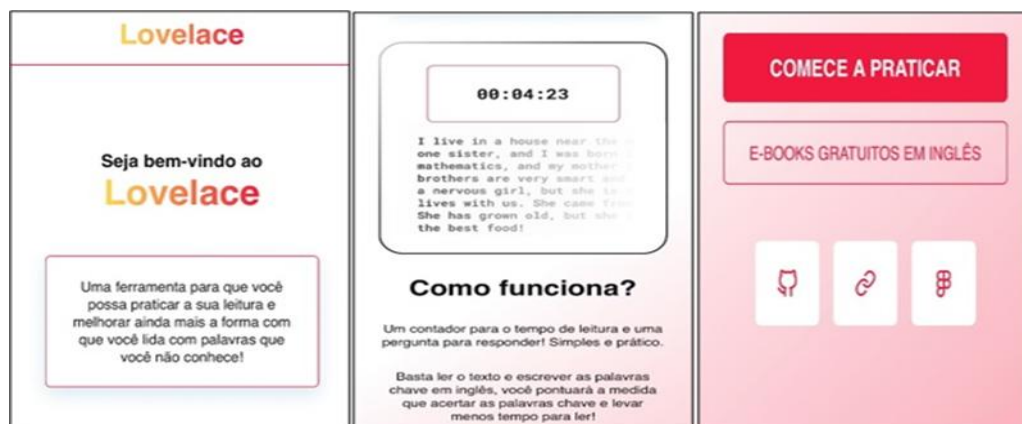 Lovelace
Seja bem-vindo ao
Lovelace
Uma ferramenta para que você
possa praticar a sua leitura e
melhorar ainda mais a forma com
que você lida com palavras que
você não conhece!
00:04:23
I live in a house near the
one sister, and I was born
mathematics, and my mother
brothers are very smart and
a nervous girl, but she
lives with us. She came from
She has grown old, but she
the best food!
Como funciona?
Um contador para o tempo de leitura e uma
pergunta para responder! Simples e prático.
Basta ler o texto e escrever as palavras
chave em inglês, você pontuará a medida
que acertar as palavras chave e levar
menos tempo para ler!
COMECE A PRATICAR
E-BOOKS GRATUITOS EM INGLÊS